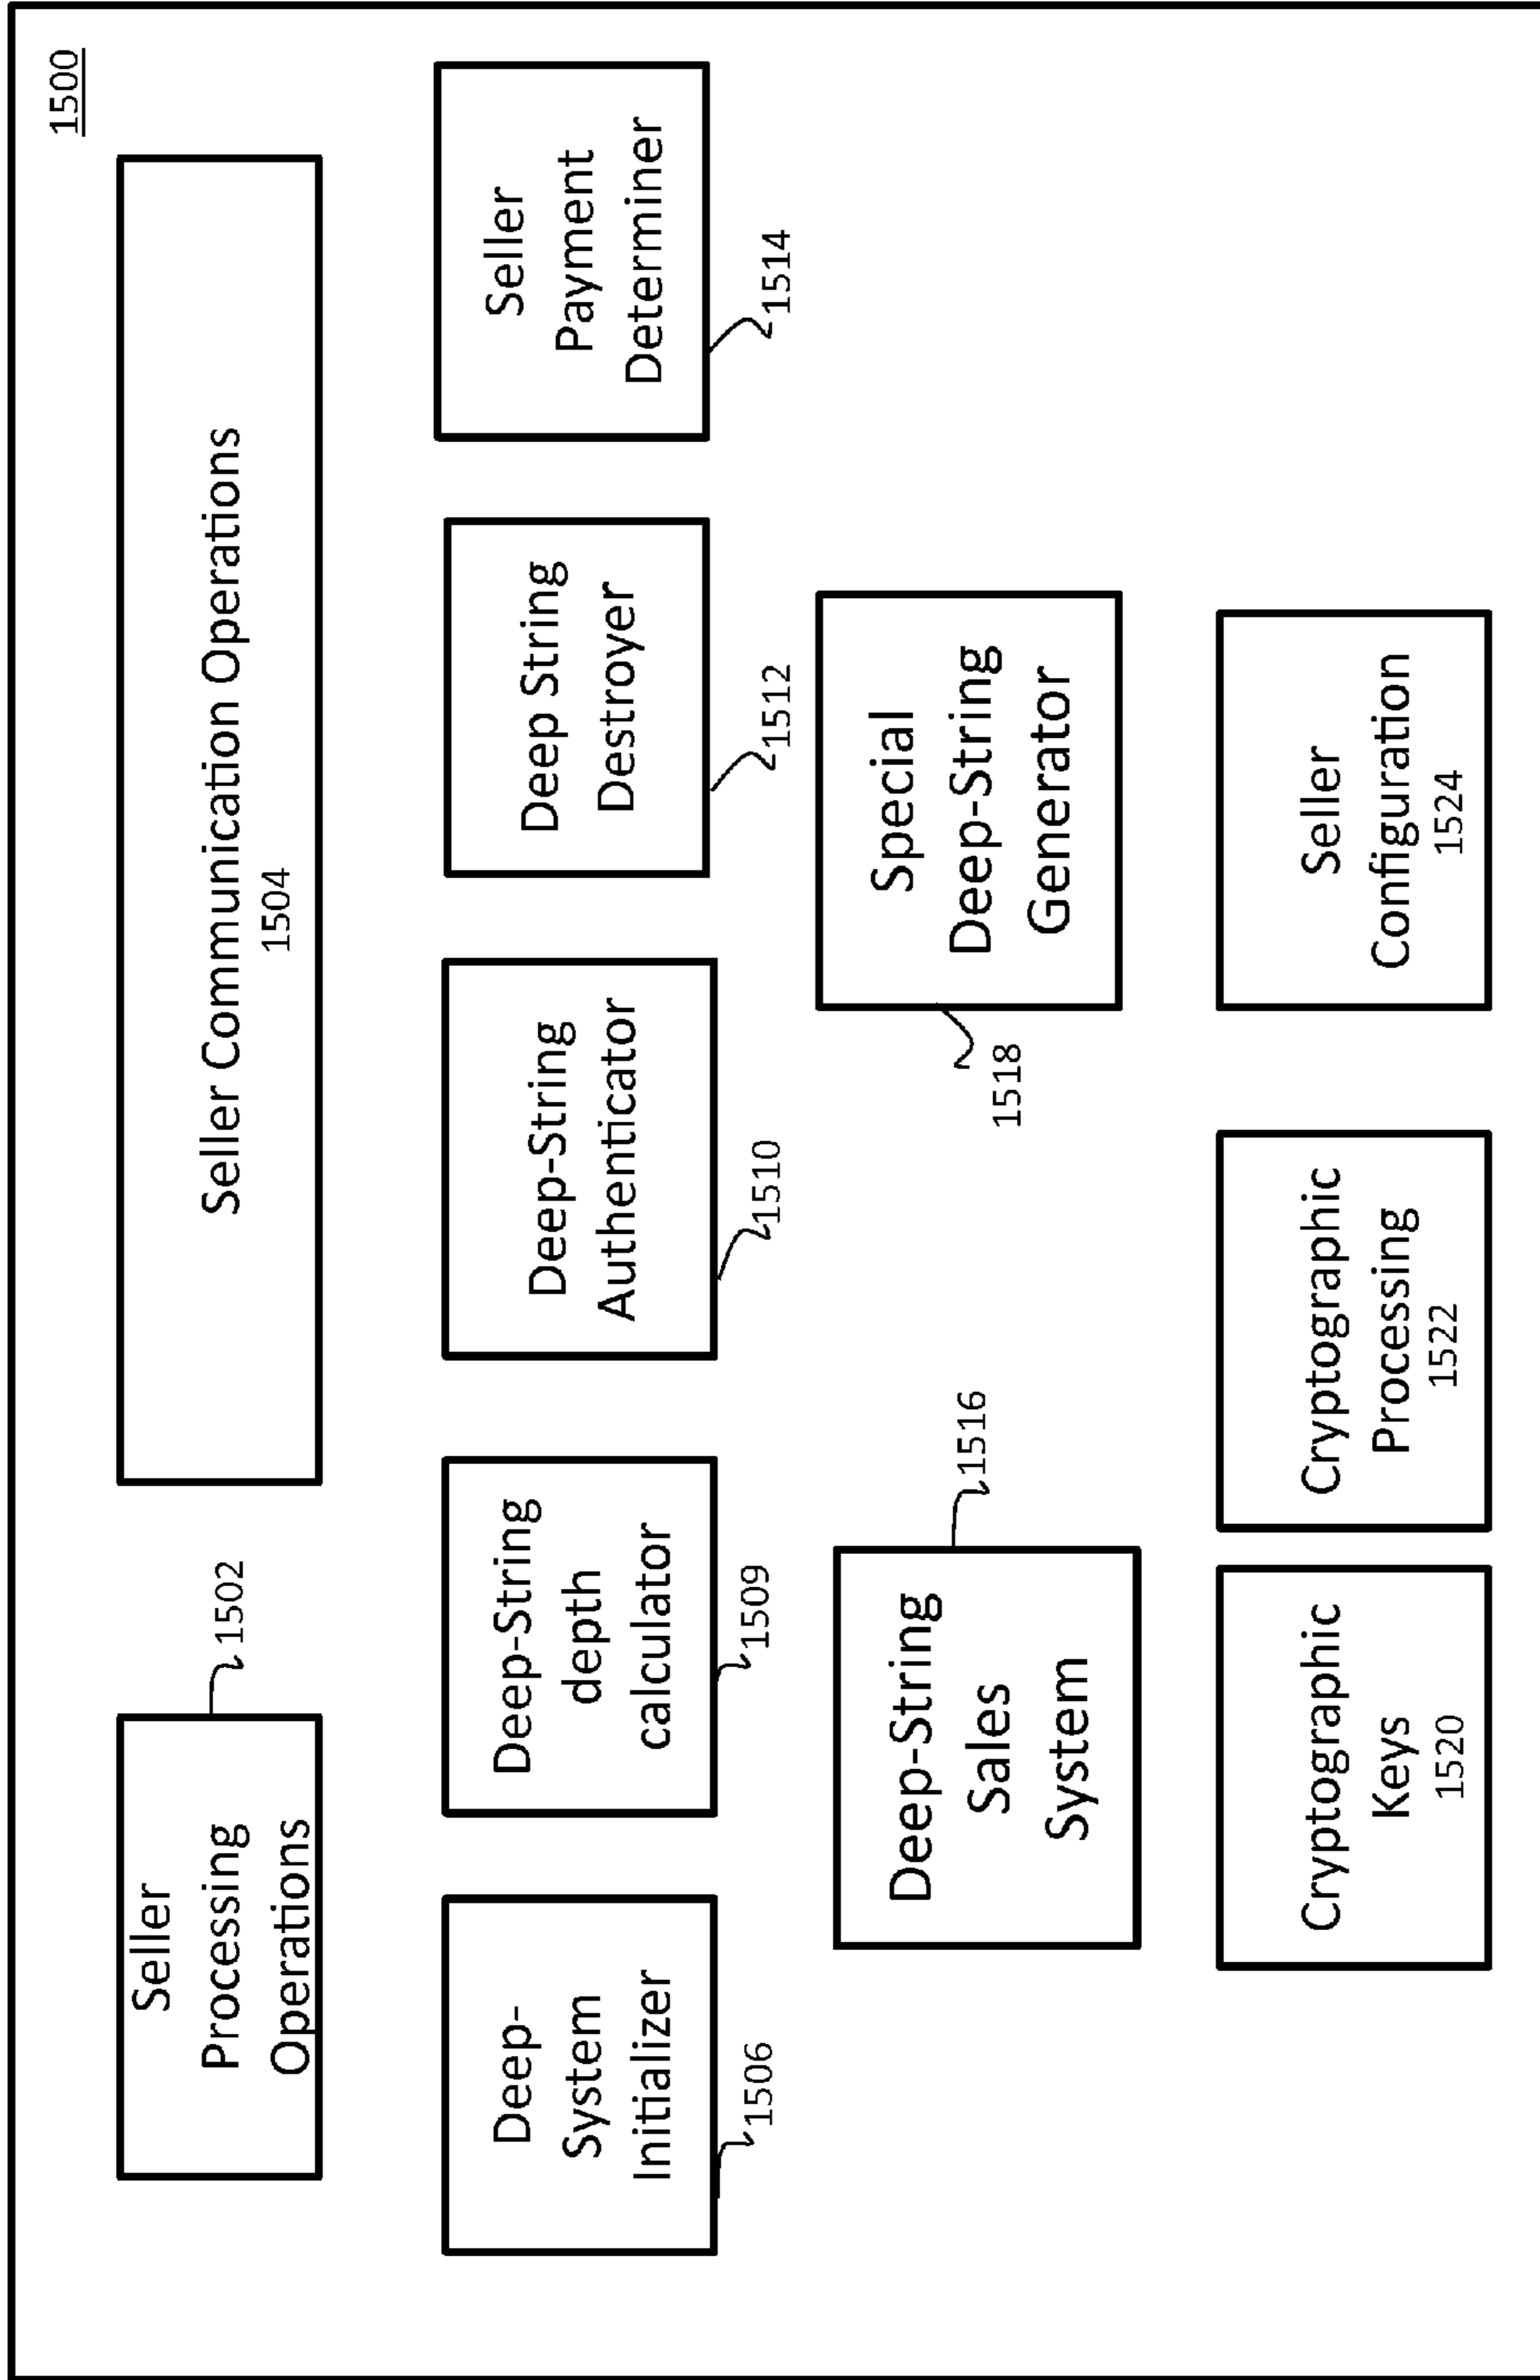 1500
Seller
Processing
Operations
1502
Seller Communication Operations
1504
Deep-
System
Initializer
1506
Deep-String
depth
calculator
1509
Deep-String
Authenticator
1510
Deep String
Destroyer
1512
Seller
Payment
Determiner
1514
Deep-String
Sales
System
1516
Special
Deep-String
Generator
1518
Cryptographic
Keys
1520
Cryptographic
Processing
1522
Seller
Configuration
1524